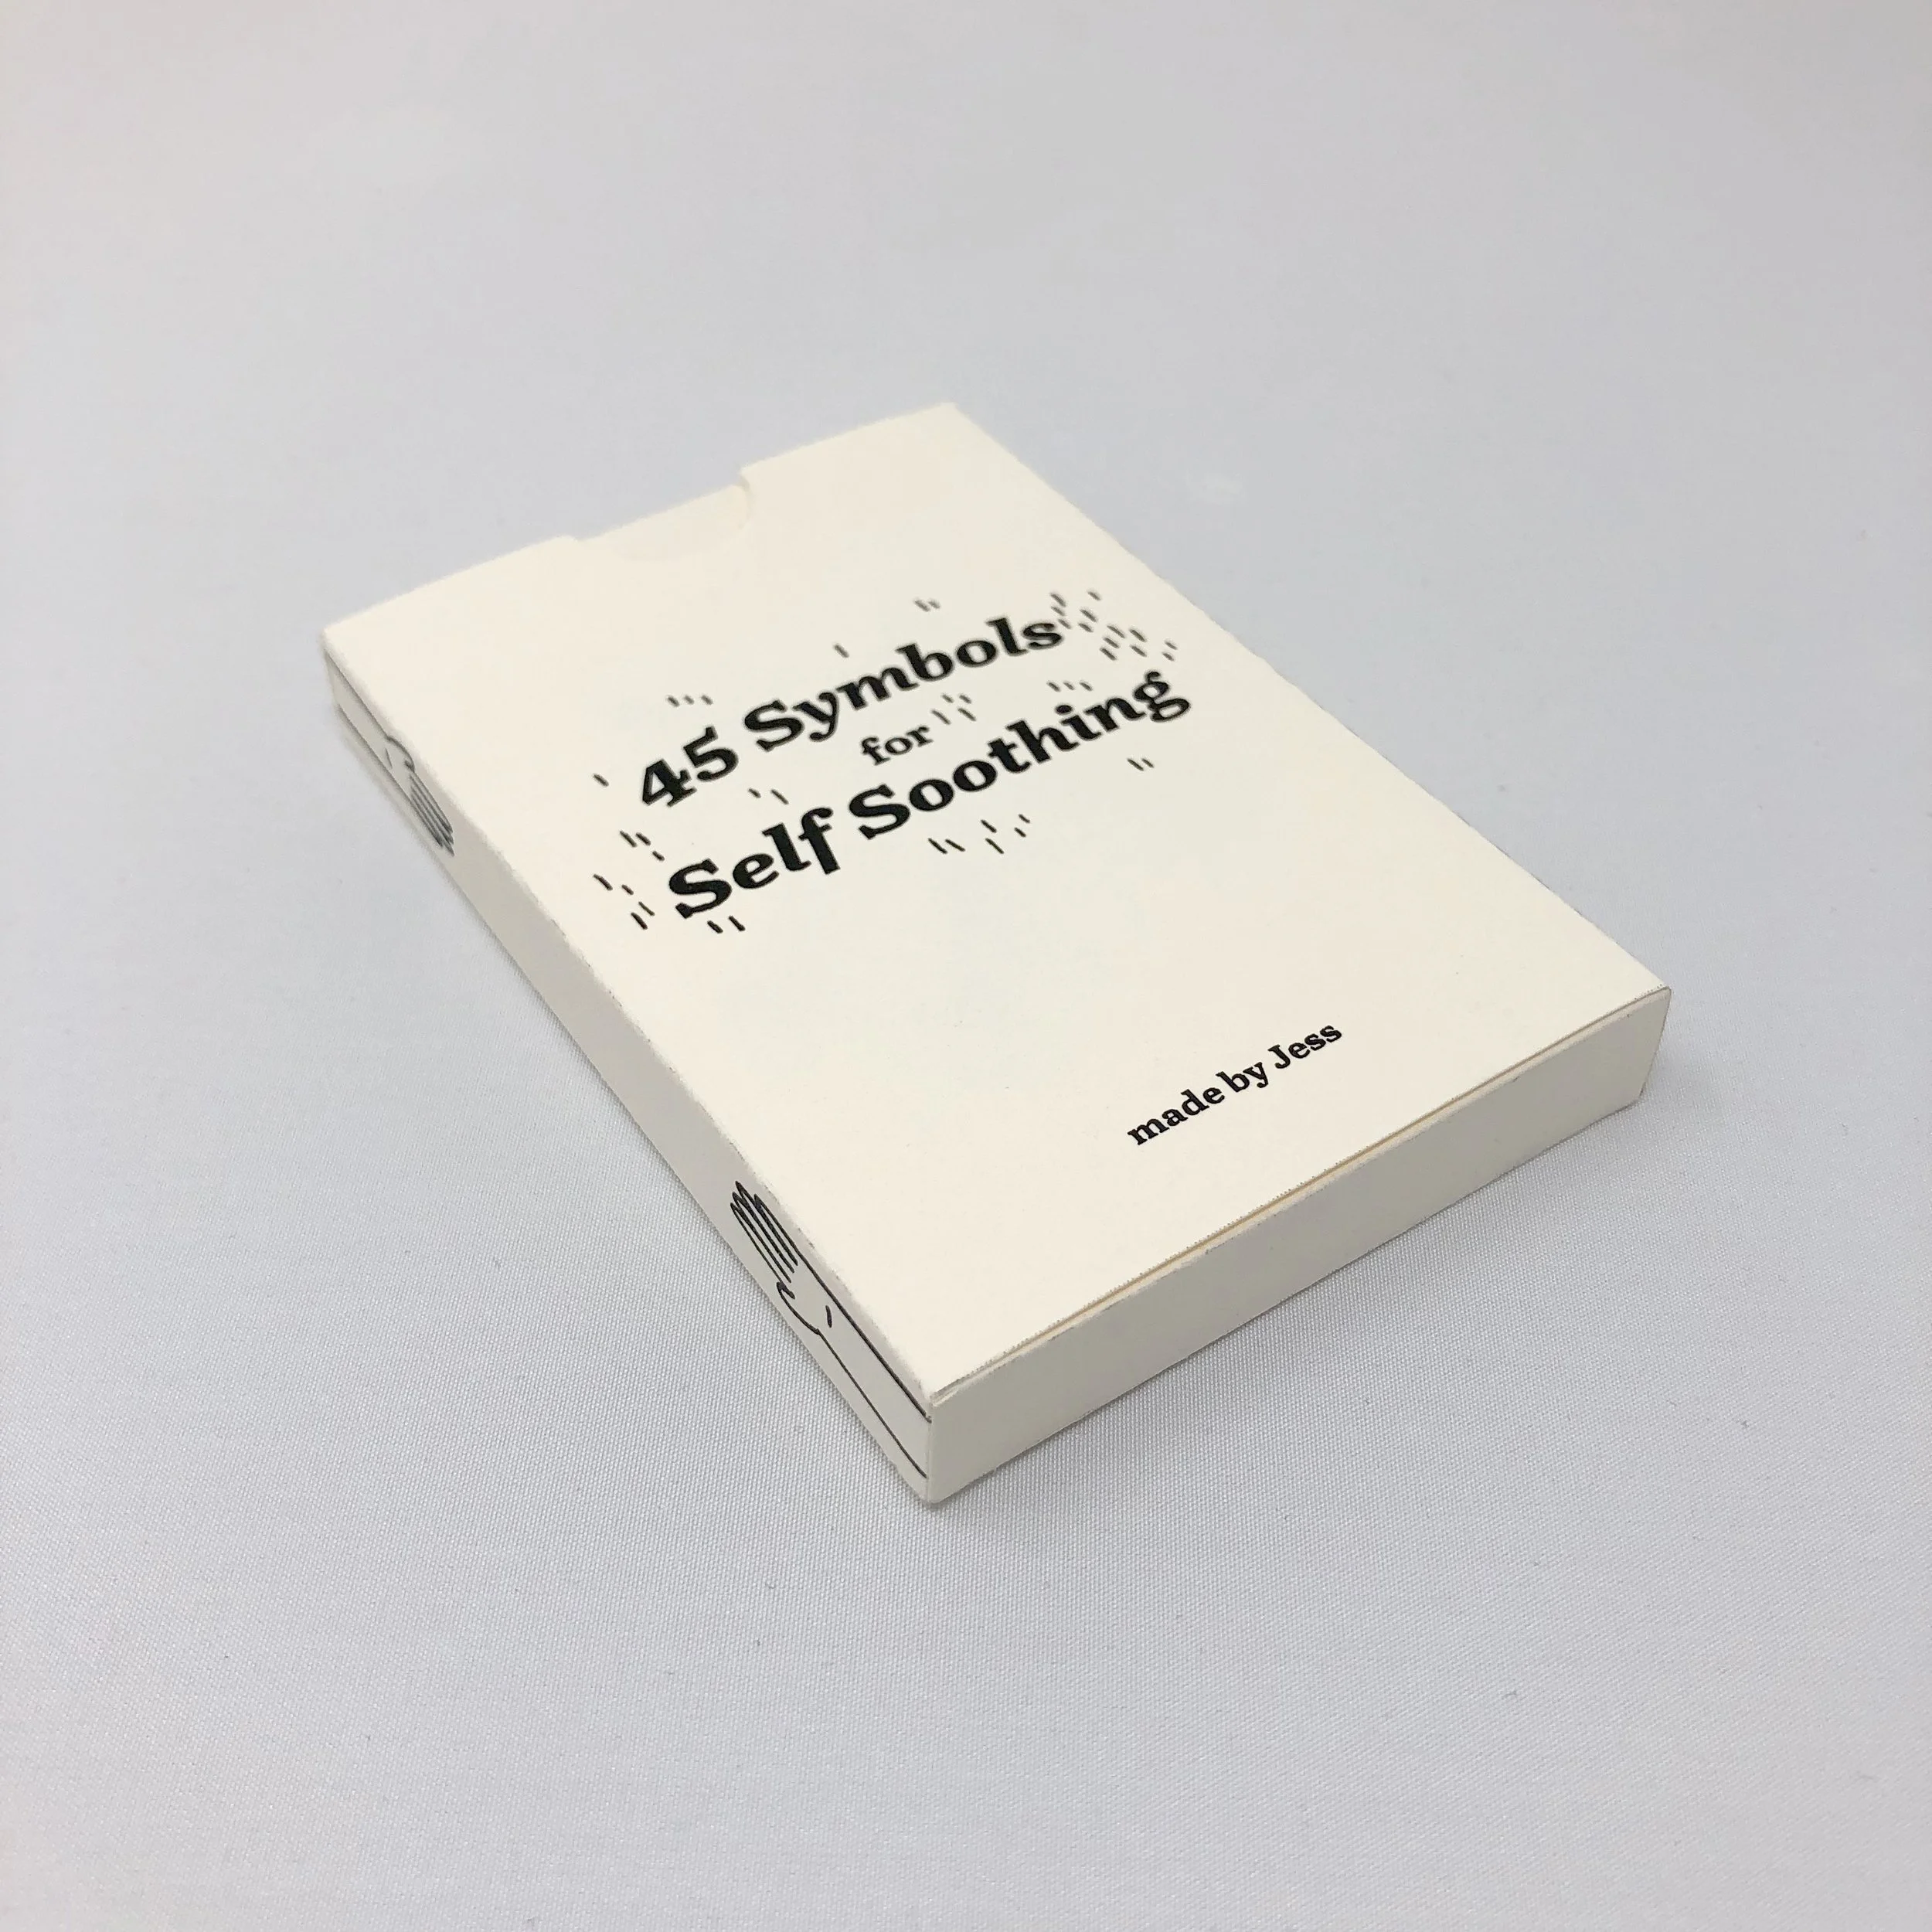 45 Symbols
for
Self Soothing
made by Jess